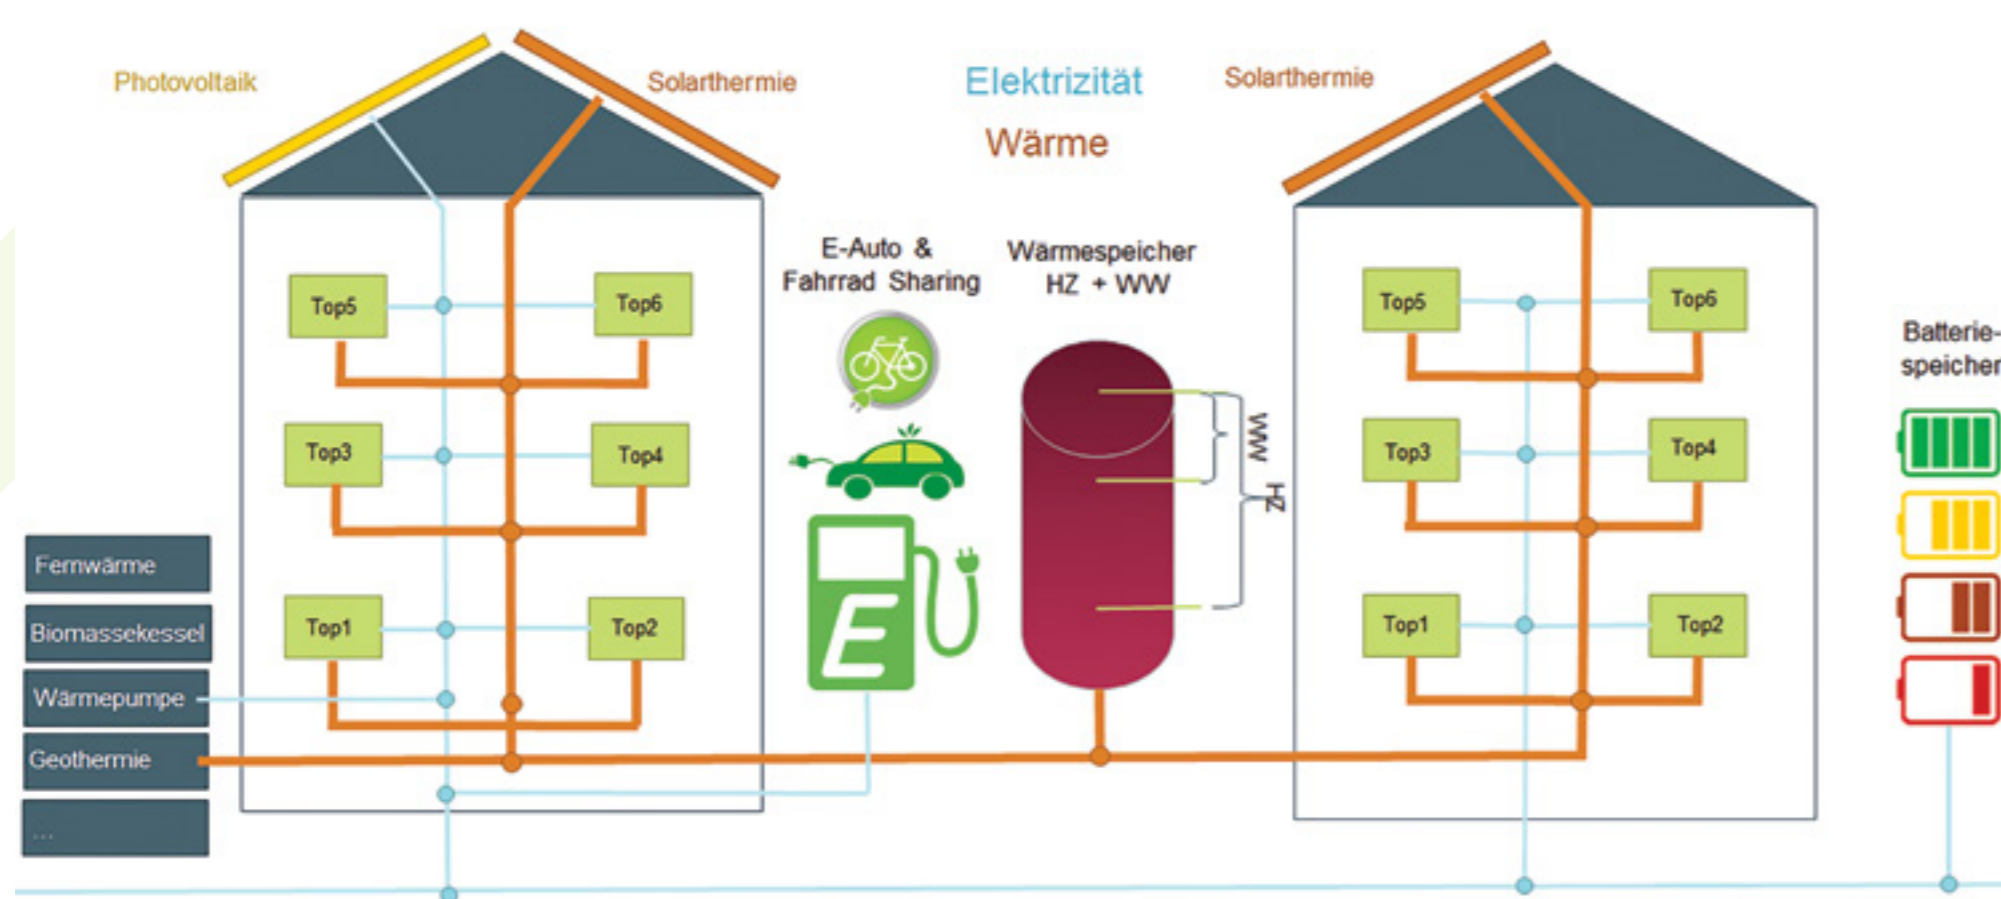 Photovoltaik
Solarthermie
Elektrizität
Wärme
Solarthermie
E-Auto &
Fahrrad Sharing
Wärmespeicher
HZ + WW
Top5
Top6
Top3
Top4
Top1
Top2
E
WW
HZ
Top5
Top6
Top3
Top4
Top1
Top2
Batterie-
speicher
Fernwärme
Biomassekessel
Wärmepumpe
Geothermie
...